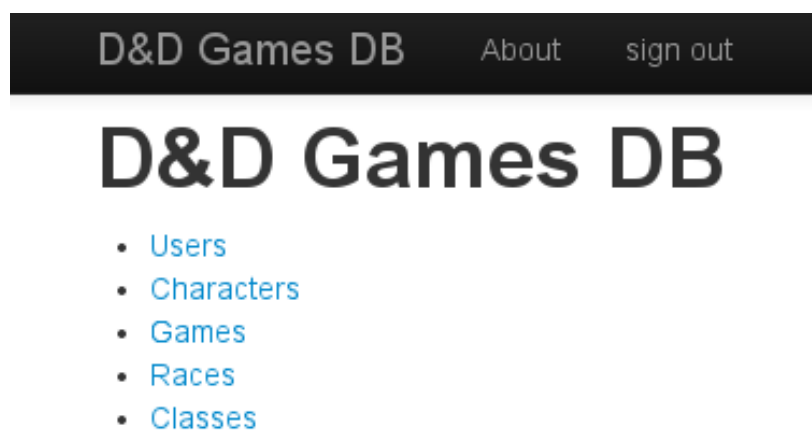 D&D Games DB About sign out
D&D Games DB
Users
Characters
Games
Races
Classes